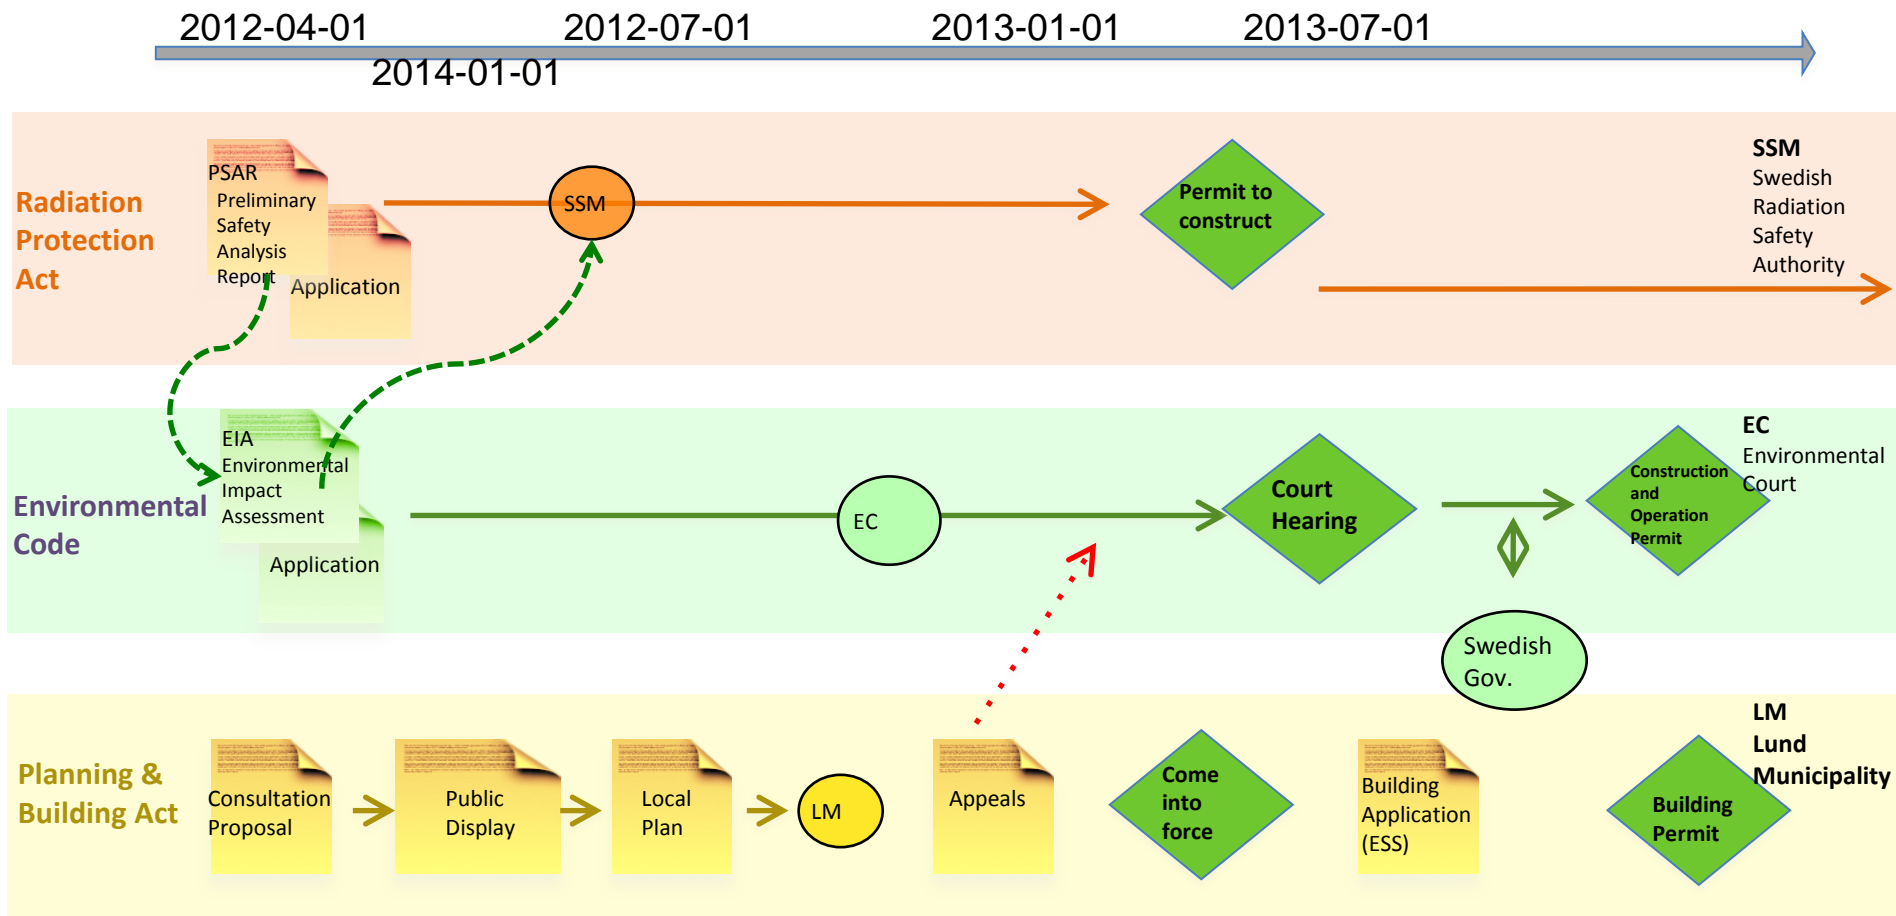 2012-04-01 2012-07-01 2013-01-01 2013-07-01
2014-01-01
Radiation
Protection
Act
PSAR
Preliminary
Safety
Analysis
Report
Application
SSM
Permit to
construct
SSM
Swedish
Radiation
Safety
Authority
Environmental
Code
EIA
Environmental
Impact
Assessment
Application
EC
Court
Hearing
Construction
and
Operation
Permit
EC
Environmental
Court
Swedish
Gov.
Planning &
Building Act
Consultation
Proposal
Public
Display
Local
Plan
LM
Appeals
Come
into
force
Building
Application
(ESS)
Building
Permit
LM
Lund
Municipality